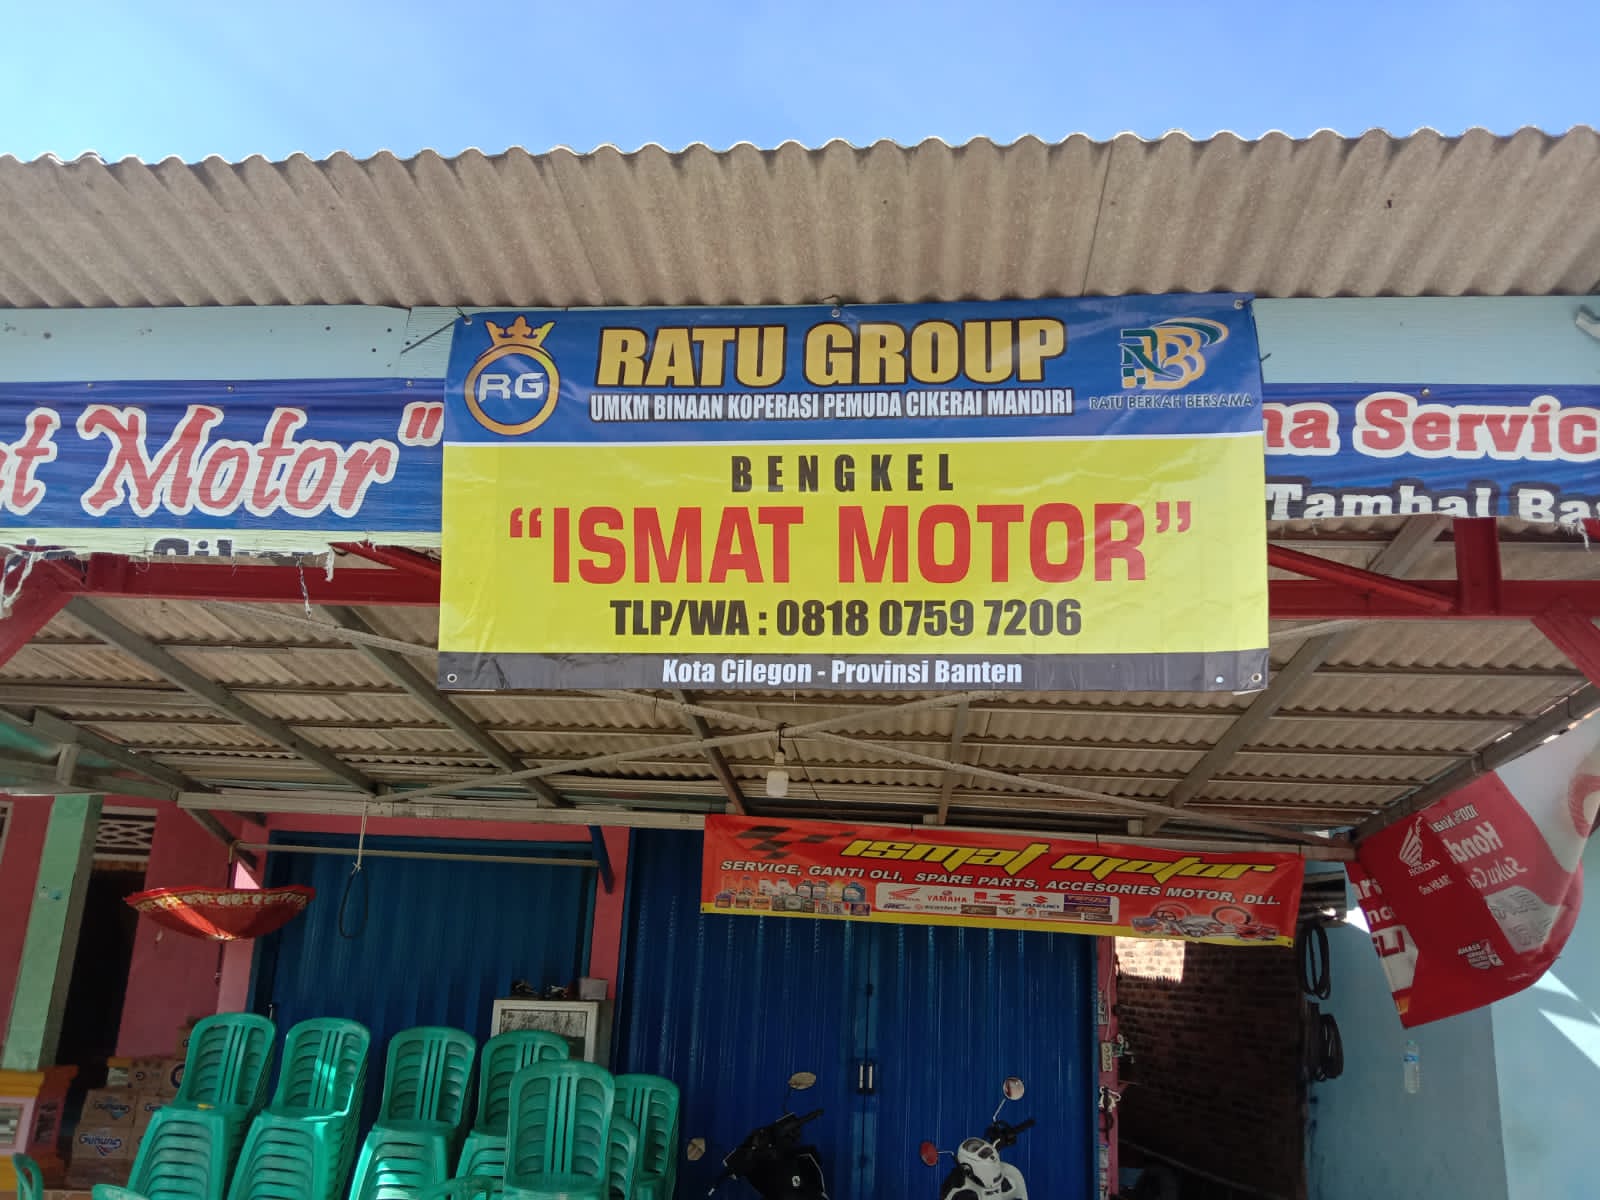 RG
RATU GROUP
UMKM BINAAN KOPERASI PEMUDA CIKERAI MANDIRI
RATU BERKAH BERSAMA
BENGKEL
"ISMAT MOTOR"
TLP/WA : 0818 0759 7206
Kota Cilegon - Provinsi Banten
Motor"
Servic
Tambal Ba
ismat motor
SERVICE, GANTI OLI, SPARE PARTS, ACCESORIES MOTOR, DLL.
YAMAHA
SUZUKI
HONDA